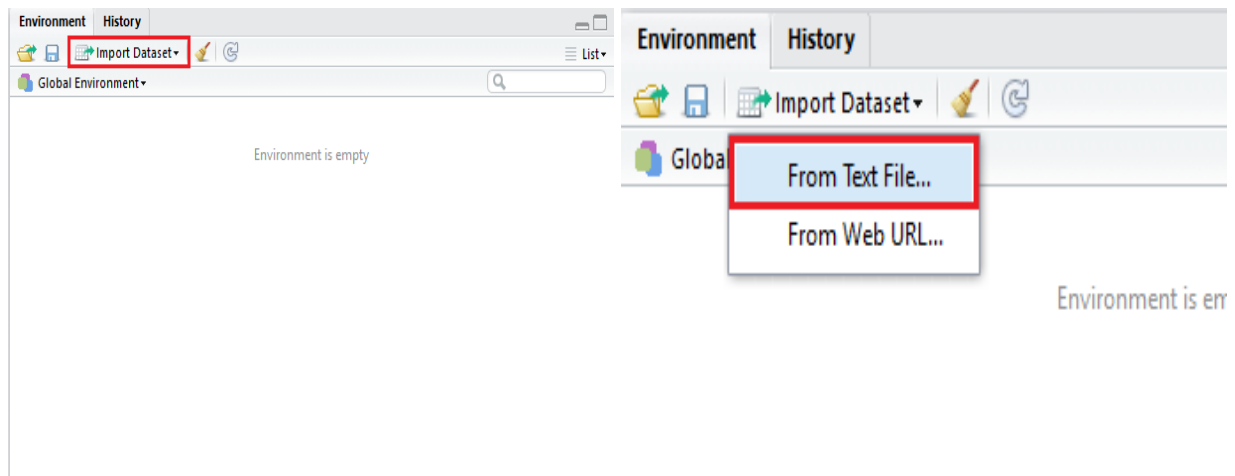 Environment History
Import Dataset
List
Global Environment
Environment is empty
Environment History
Import Dataset
Global
From Text File...
From Web URL...
Environment is em